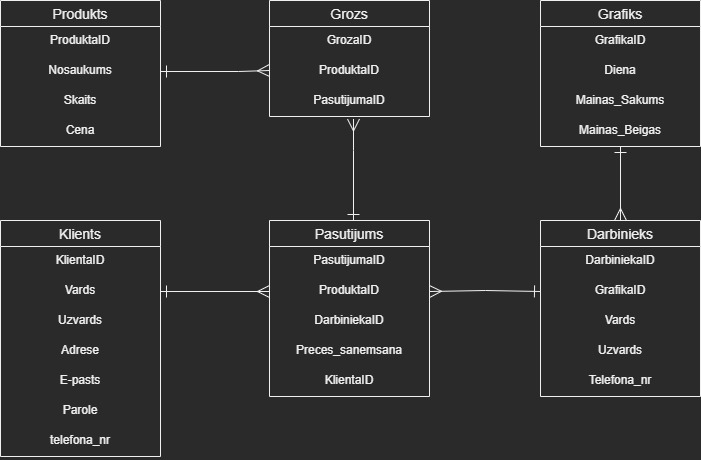 Produkts
ProduktaID
Nosaukums
Skaits
Cena
Grozs
GrozaID
ProduktaID
PasutijumaID
Grafiks
GrafikaID
Diena
Mainas_Sakums
Mainas_Beigas
Klients
KlientaID
Vards
Uzvards
Adrese
E-pasts
Parole
telefona_nr
Pasutijums
PasutijumaID
ProduktaID
DarbiniekaID
Preces_sanemsana
KlientaID
Darbinieks
DarbiniekaID
GrafikaID
Vards
Uzvards
Telefona_nr